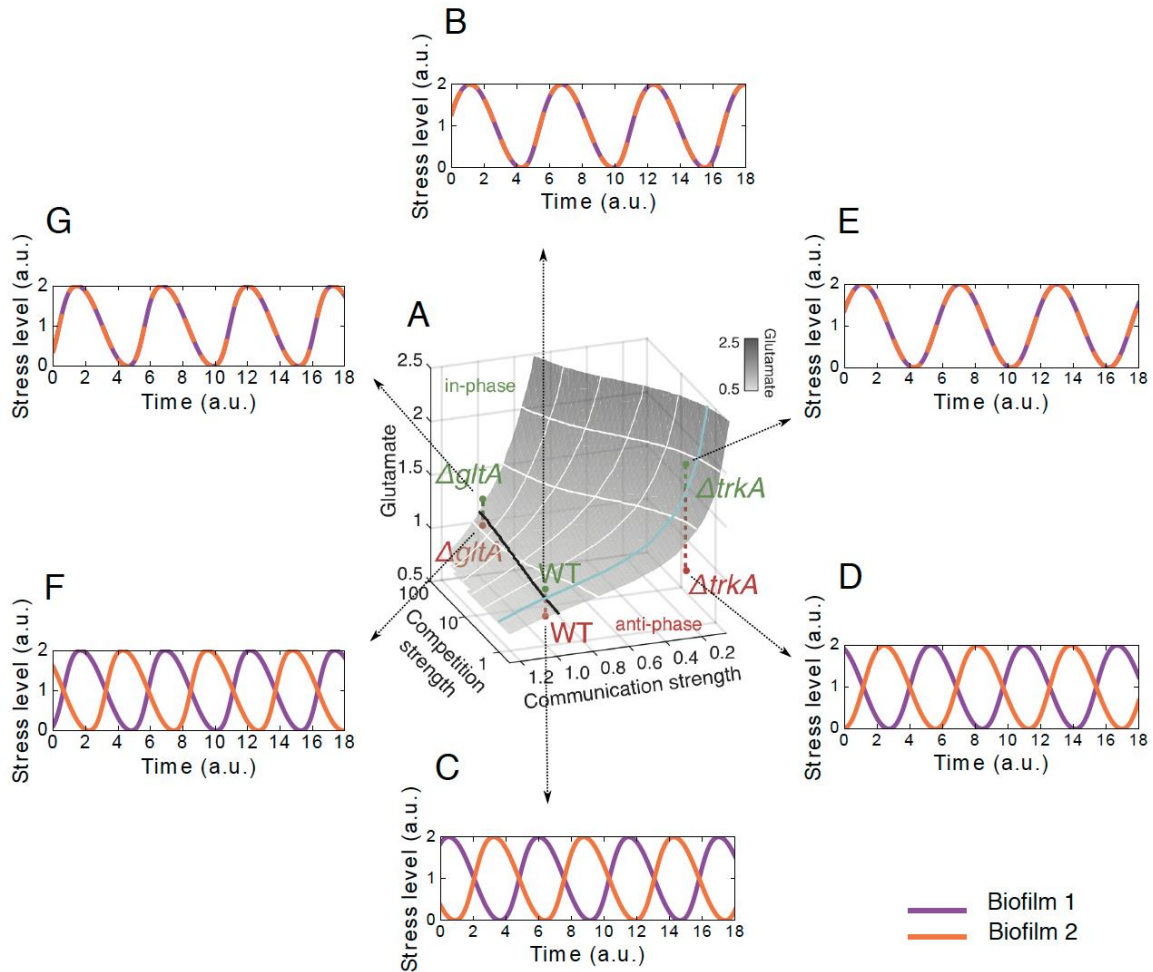 B
Stress level (a.u.)
2
1
0
0 2 4 6 8 10 12 14 16 18
Time (a.u.)
G
Stress level (a.u.)
2
1
0
0 2 4 6 8 10 12 14 16 18
Time (a.u.)
E
Stress level (a.u.)
2
1
0
0 2 4 6 8 10 12 14 16 18
Time (a.u.)
A
2.5
2
1.5
1
0.5
Glutamate
in-phase
2.5
0.5
Glutamate
ΔgltA
ΔtrkA
ΔgltA
WT
ΔtrkA
WT
anti-phase
100
10
1
Competition
strength
1.2 1.0 0.8 0.6 0.4 0.2
Communication strength
F
Stress level (a.u.)
2
1
0
0 2 4 6 8 10 12 14 16 18
Time (a.u.)
D
Stress level (a.u.)
2
1
0
0 2 4 6 8 10 12 14 16 18
Time (a.u.)
C
Stress level (a.u.)
2
1
0
0 2 4 6 8 10 12 14 16 18
Time (a.u.)
Biofilm 1
Biofilm 2